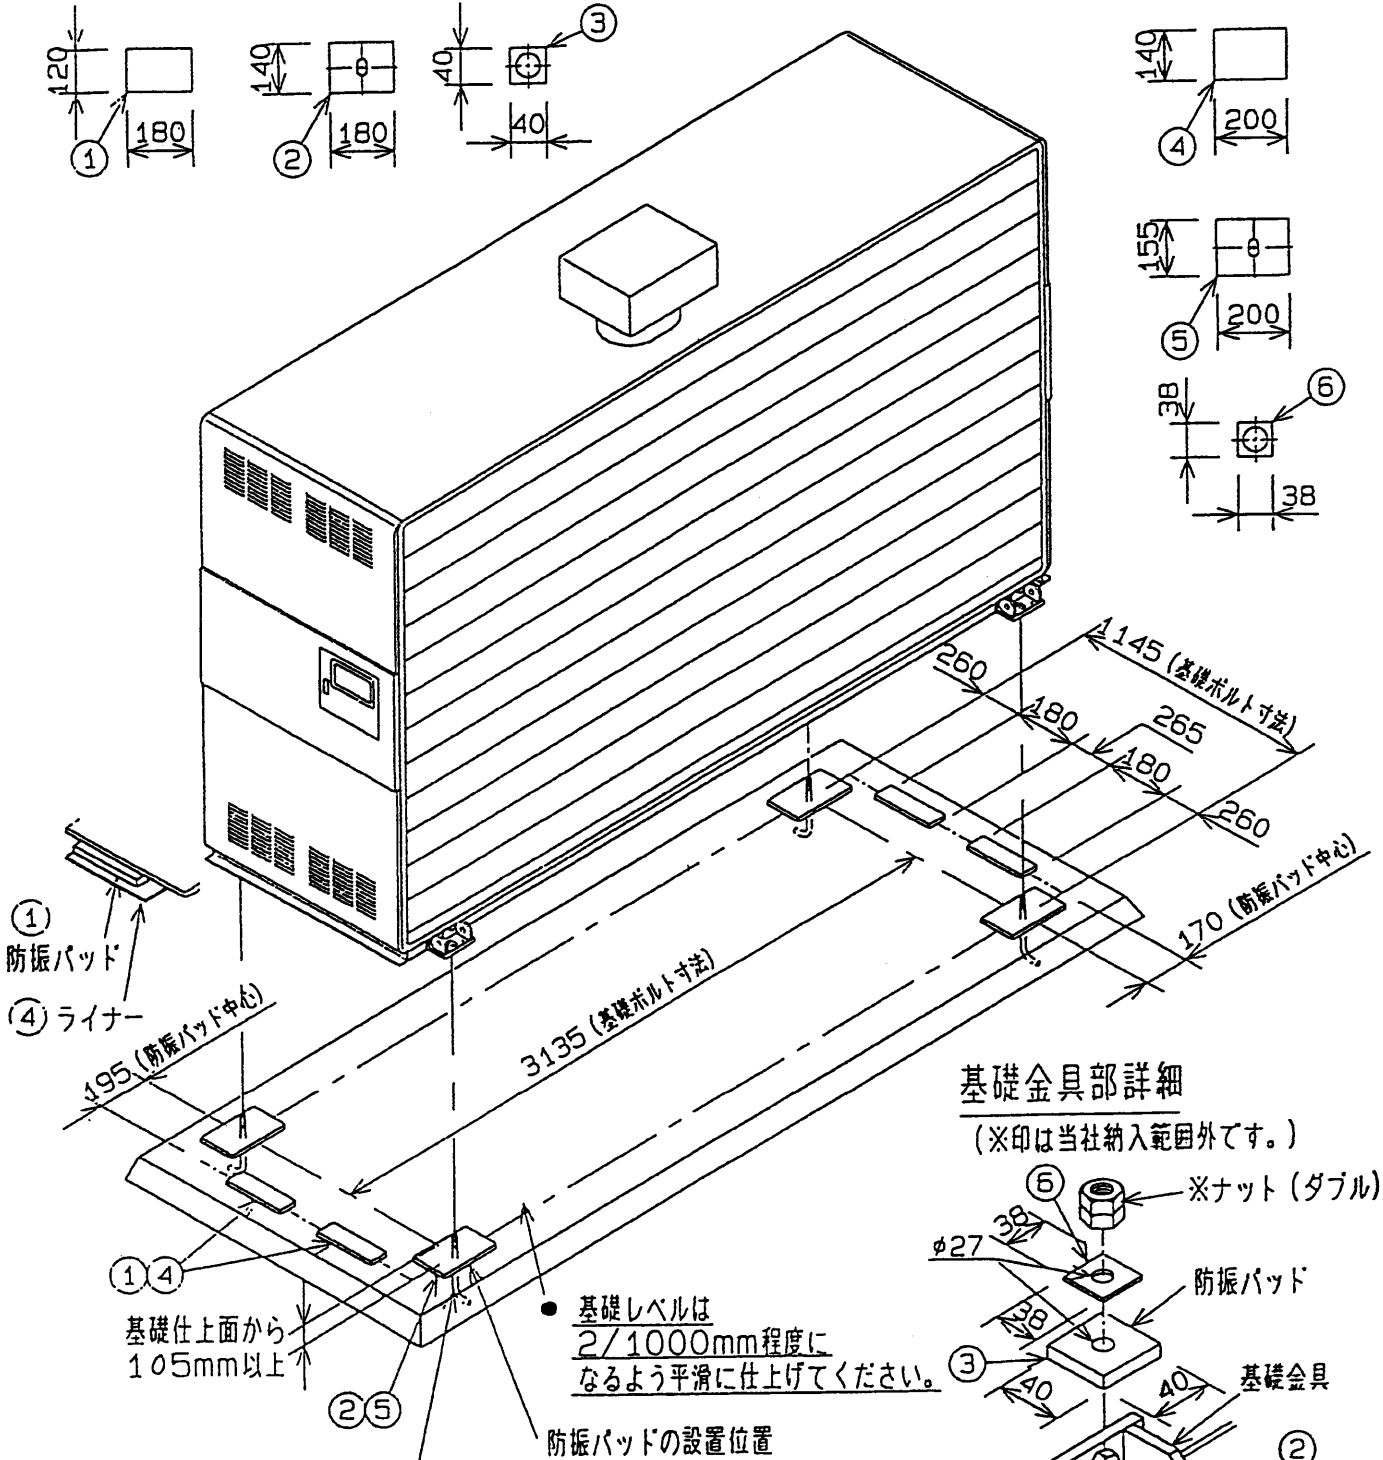 120
180
①
140
180
②
40
40
③
140
200
④
155
200
⑤
38
38
⑥
1145(基礎ボルト寸法)
260
180
265
180
260
170(防振パッド中心)
①
防振パッド
④ライナー
195(防振パッド中心)
3135(基礎ボルト寸法)
①④
基礎仕上面から
105mm以上
②⑤
●基礎レベルは
2/1000mm程度に
なるよう平滑に仕上げてください。
防振パッドの設置位置
基礎金具部詳細
(※印は当社納入範囲外です。)
⑥
※ナット(ダブル)
38
φ27
防振パッド
38
③
40
40
基礎金具
②